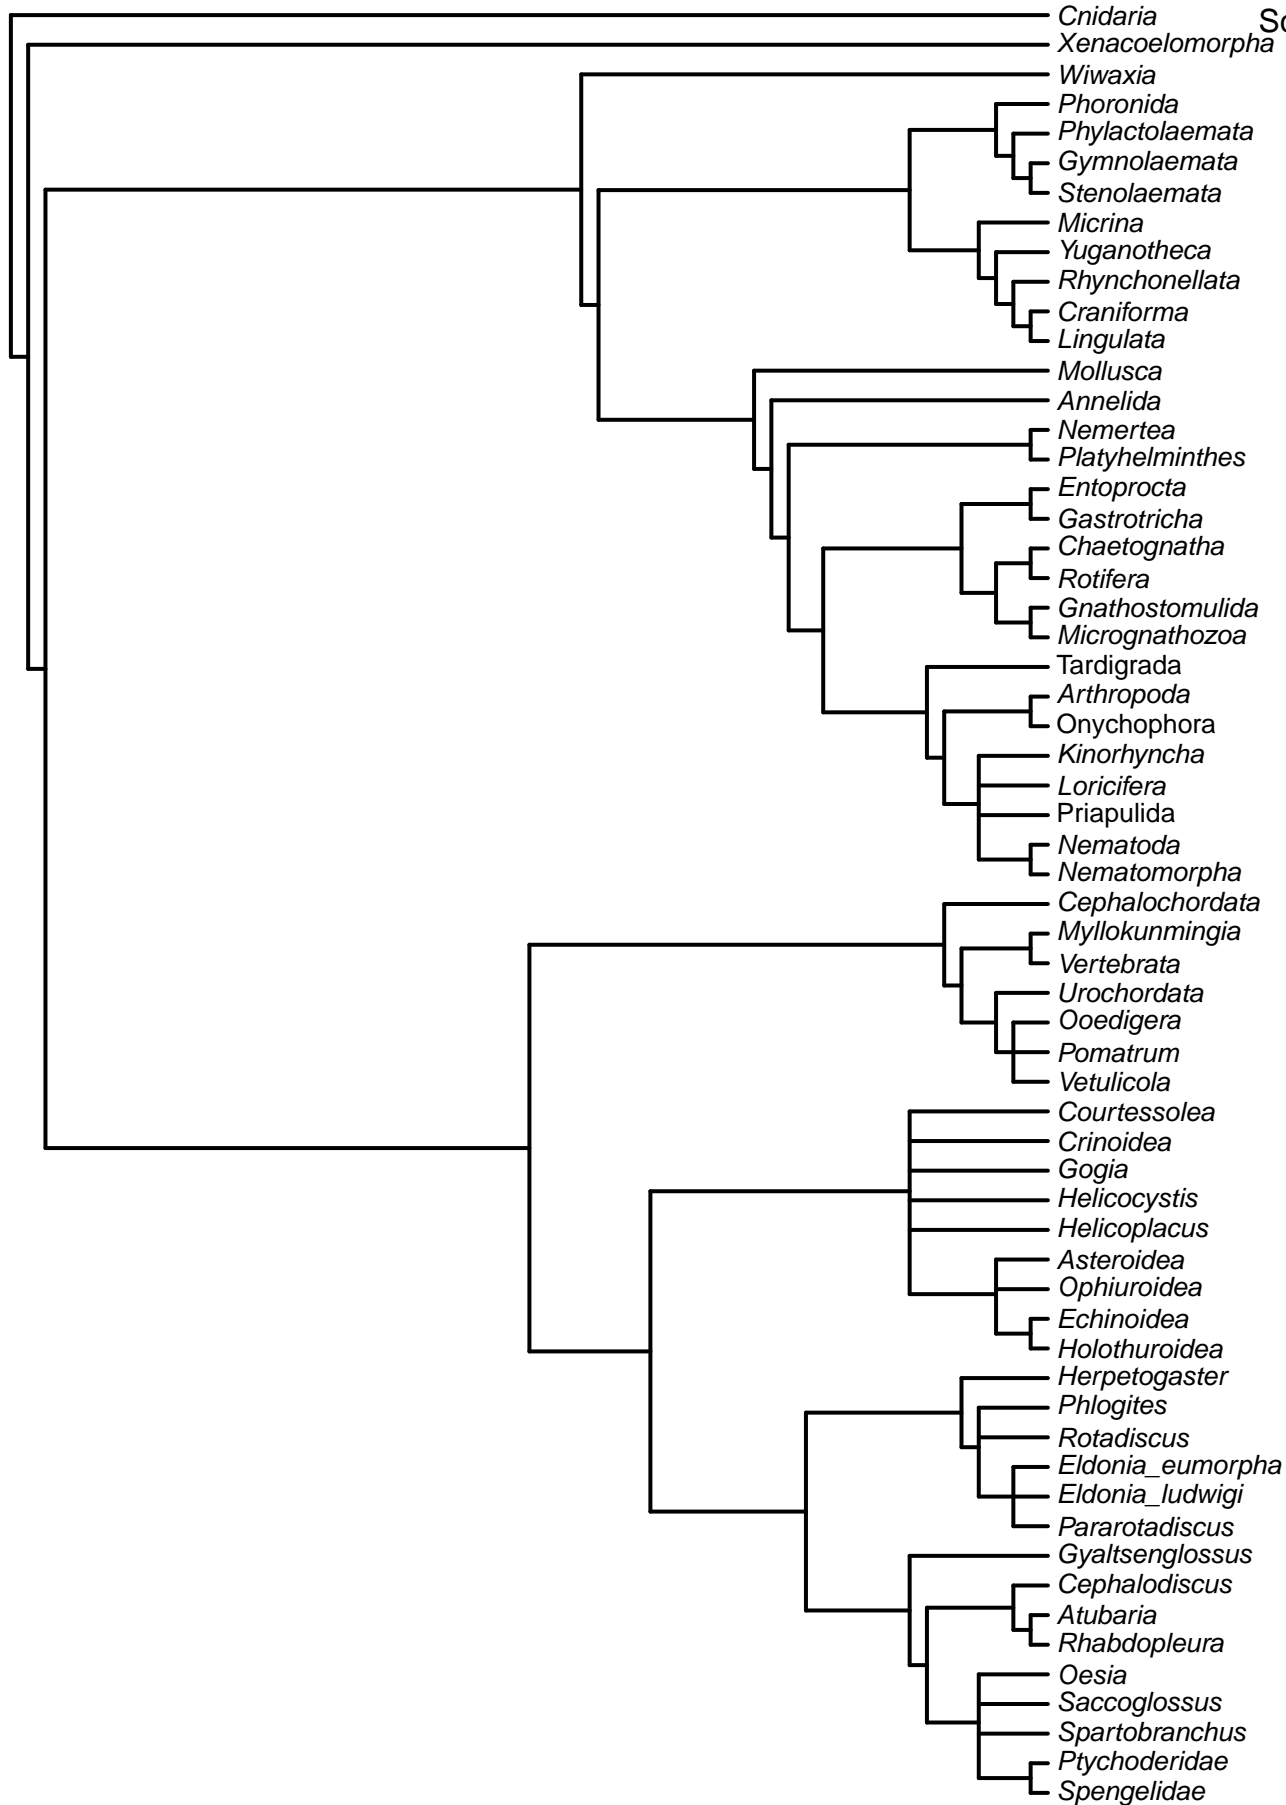 Cnidaria
Xenacoelomorpha
Wiwaxia
Phoronida
Phylactolaemata
Gymnolaemata
Stenolaemata
Micrina
Yuganotheca
Rhynchonellata
Craniforma
Lingulata
Mollusca
Annelida
Nemertea
Platyhelminthes
Entoprocta
Gastrotricha
Chaetognatha
Rotifera
Gnathostomulida
Micrognathozoa
Tardigrada
Arthropoda
Onychophora
Kinorhyncha
Loricifera
Priapulida
Nematoda
Nematomorpha
Cephalochordata
Myllokunmingia
Vertebrata
Urochordata
Ooedigera
Pomatrum
Vetulicola
Courtessolea
Crinoidea
Gogia
Helicocystis
Helicoplacus
Asteroidea
Ophiuroidea
Echinoidea
Holothuroidea
Herpetogaster
Phlogites
Rotadiscus
Eldonia_eumorpha
Eldonia_ludwigi
Pararotadiscus
Gyaltsenglossus
Cephalodiscus
Atubaria
Rhabdopleura
Oesia
Saccoglossus
Spartobranchus
Ptychoderidae
Spengelidae